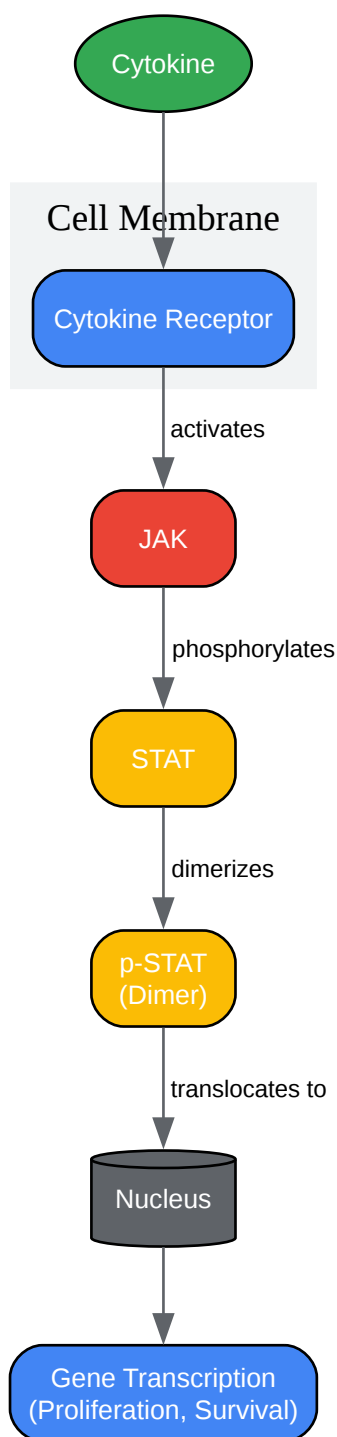 Cytokine
Cell Membrane
Cytokine Receptor
activates
JAK
phosphorylates
STAT
dimerizes
p-STAT
(Dimer)
translocates to
Nucleus
Gene Transcription
(Proliferation, Survival)